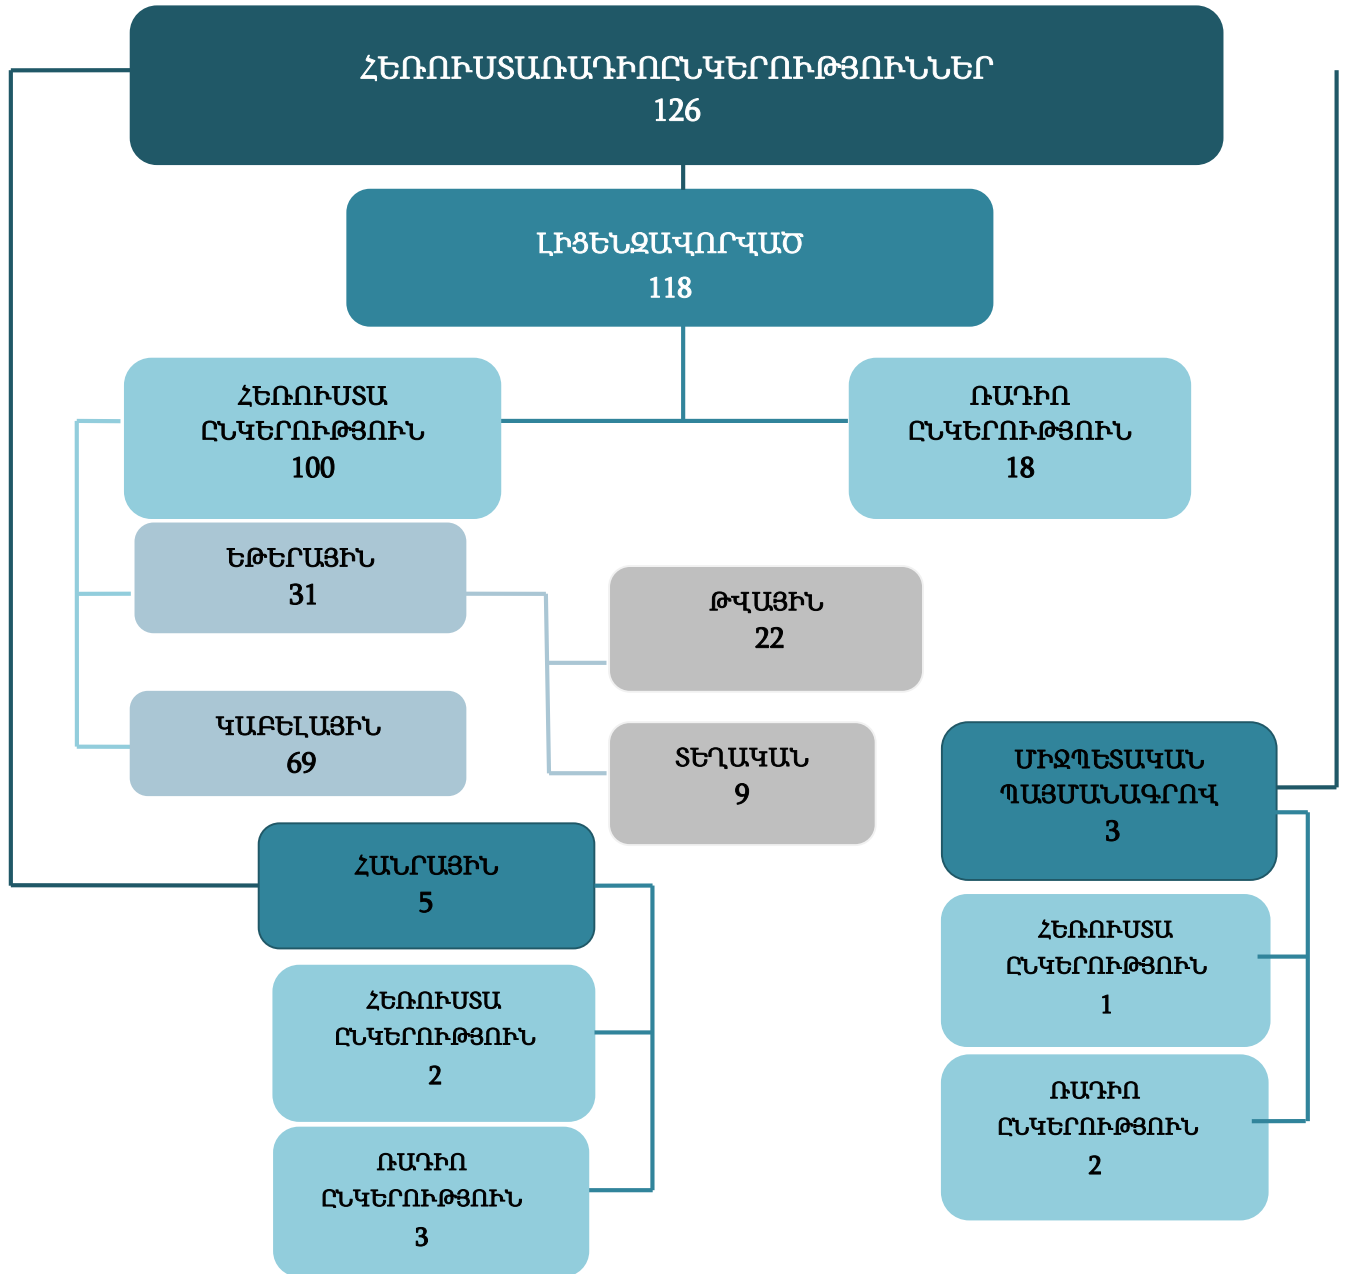 ՀԵՌՈՒՍՏԱՌԱԴԻՈԸՆԿԵՐՈՒԹՅՈՒՆՆԵՐ
126
ԼԻՑԵՆԶԱՎՈՐՎԱԾ
118
ՀԵՌՈՒՍՏԱ
ԸՆԿԵՐՈՒԹՅՈՒՆ
100
ՌԱԴԻՈ
ԸՆԿԵՐՈՒԹՅՈՒՆ
18
ԵԹԵՐԱՅԻՆ
31
ԹՎԱՅԻՆ
22
ԿԱԲԵԼԱՅԻՆ
69
ՏԵՂԱԿԱՆ
9
ՄԻՋՊԵՏԱԿԱՆ
ՊԱՅՄԱՆԱԳՐՈՎ
3
ՀԱՆՐԱՅԻՆ
5
ՀԵՌՈՒՍՏԱ
ԸՆԿԵՐՈՒԹՅՈՒՆ
1
ՀԵՌՈՒՍՏԱ
ԸՆԿԵՐՈՒԹՅՈՒՆ
2
ՌԱԴԻՈ
ԸՆԿԵՐՈՒԹՅՈՒՆ
2
ՌԱԴԻՈ
ԸՆԿԵՐՈՒԹՅՈՒՆ
3